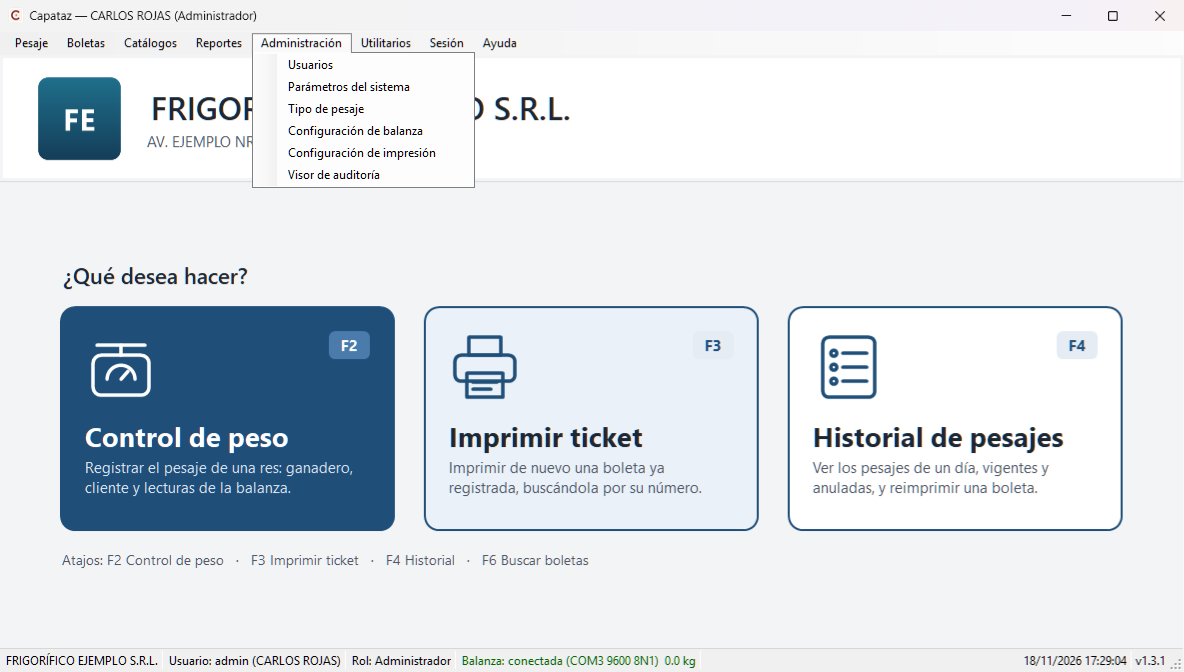 Capataz — CARLOS ROJAS (Administrador)
Pesaje Boletas Catálogos Reportes Administración Utilitarios Sesión Ayuda
Usuarios
Parámetros del sistema
Tipo de pesaje
Configuración de balanza
Configuración de impresión
Visor de auditoría
FE
S.R.L.
AV. EJEMPLO
¿Qué desea hacer?
F2
Control de peso
Registrar el pesaje de una res: ganadero,
cliente y lecturas de la balanza.
F3
Imprimir ticket
Imprimir de nuevo una boleta ya
registrada, buscándola por su número.
F4
Historial de pesajes
Ver los pesajes de un día, vigentes y
anuladas, y reimprimir una boleta.
Atajos: F2 Control de peso · F3 Imprimir ticket · F4 Historial · F6 Buscar boletas
FRIGORÍFICO EJEMPLO S.R.L. Usuario: admin (CARLOS ROJAS) Rol: Administrador Balanza: conectada (COM3 9600 8N1) 0.0 kg 18/11/2026 17:29:04 v1.3.1